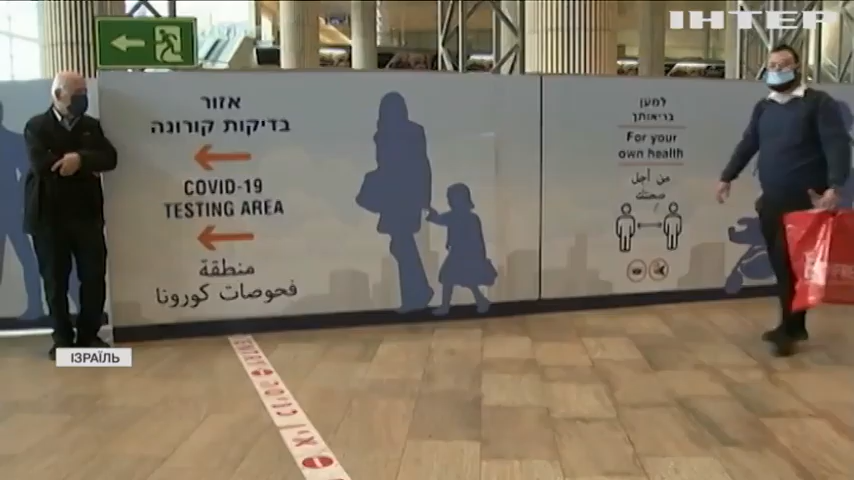 ІНТЕР
אזור
בדיקות קורונה
COVID-19
TESTING AREA
منطقة
فحوصات كورونا
למען
בריאותך
For your
own health
من أجل
صحتك
ІЗРАЇЛЬ